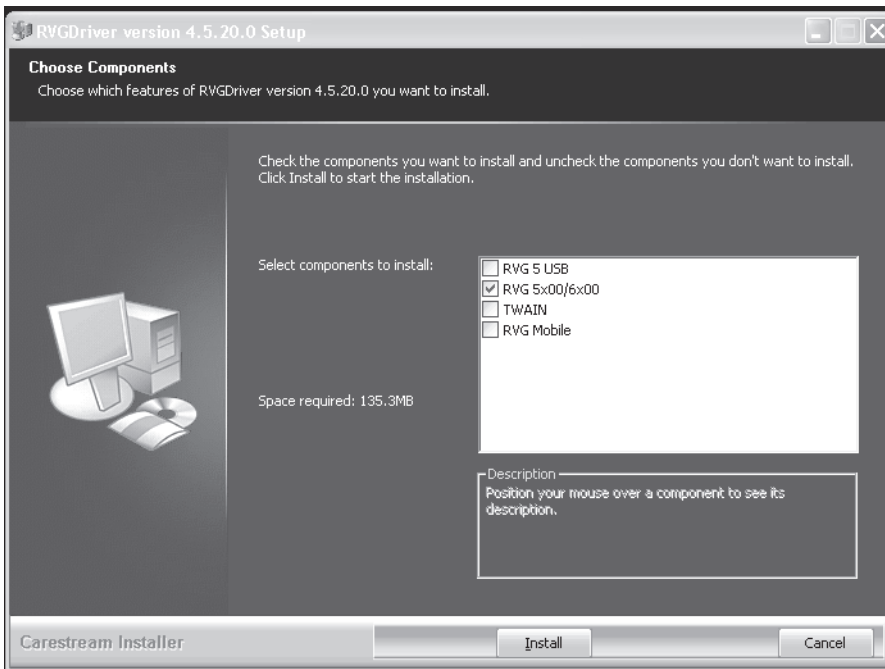 RVGDriver version 4.5.20.0 Setup
Choose Components
Choose which features of RVGDriver version 4.5.20.0 you want to install.
Check the components you want to install and uncheck the components you don't want to install.
Click Install to start the installation.
Select components to install:
RVG 5 USB
RVG 5x00/6x00
TWAIN
RVG Mobile
Space required: 135.3MB
Description
Position your mouse over a component to see its
description.
Carestream Installer
Install
Cancel